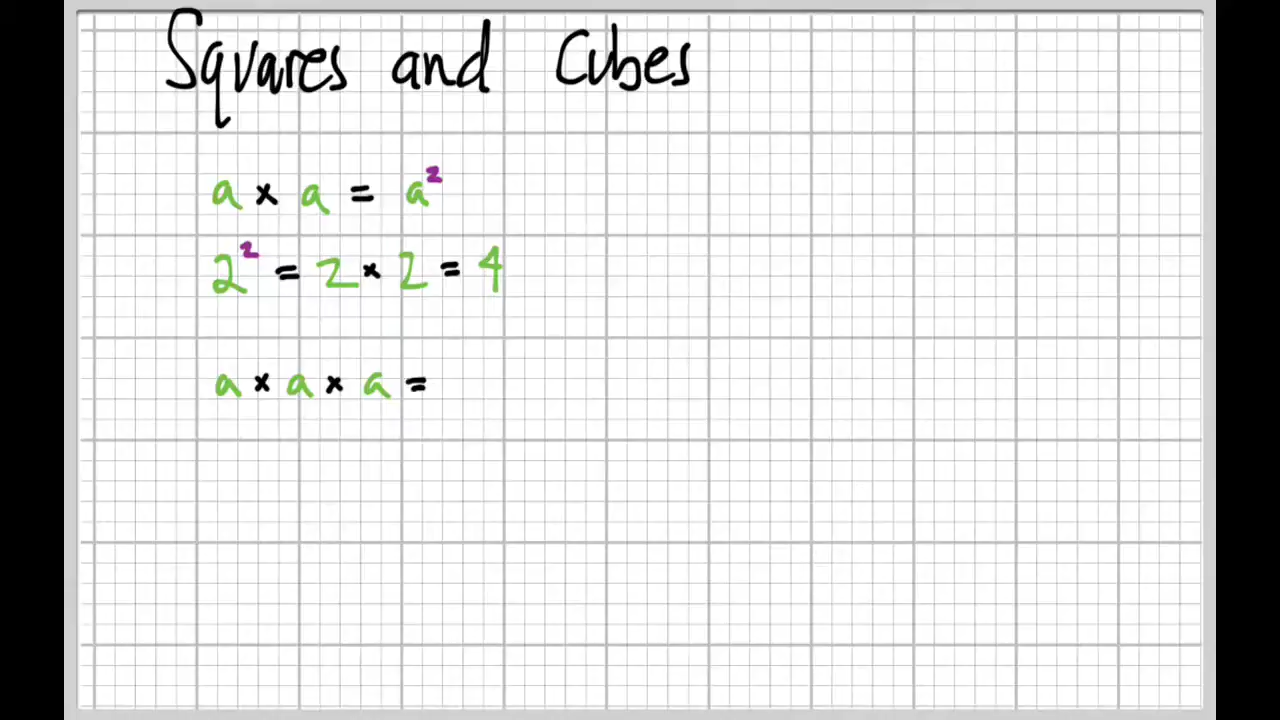 Squares and Cubes
a × a = a²
2² = 2 × 2 = 4
a × a × a =